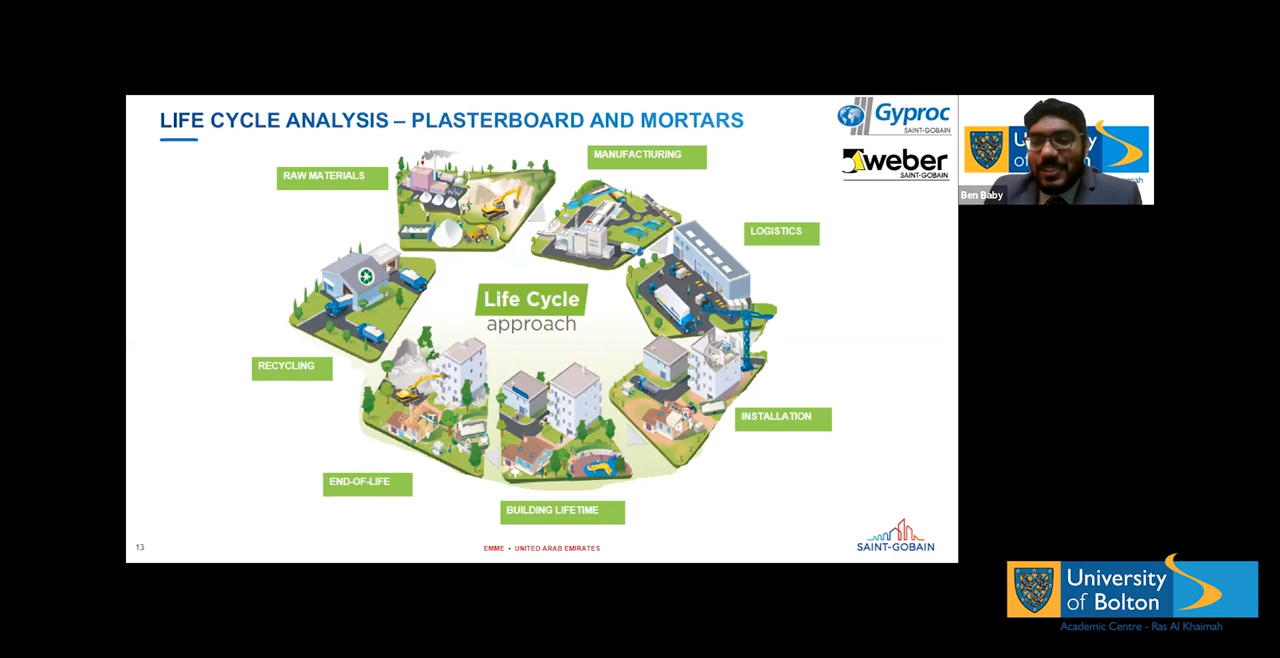 LIFE CYCLE ANALYSIS – PLASTERBOARD AND MORTARS
Gyproc
SAINT-GOBAIN
weber
SAINT-GOBAIN
Ben Baby
RAW MATERIALS
MANUFACTIURING
LOGISTICS
Life Cycle
approach
RECYCLING
INSTALLATION
END-OF-LIFE
BUILDING LIFETIME
13
EMME • UNITED ARAB EMIRATES
SAINT-GOBAIN
University
of Bolton
Academic Centre - Ras Al Khaimah